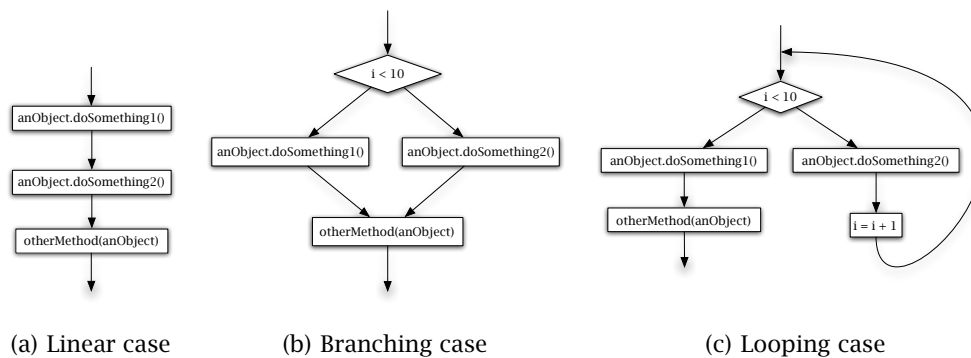 anObject.doSomething1()
anObject.doSomething2()
otherMethod(anObject)
(a) Linear case
i < 10
anObject.doSomething1()
anObject.doSomething2()
otherMethod(anObject)
(b) Branching case
i < 10
anObject.doSomething1()
anObject.doSomething2()
otherMethod(anObject)
i = i + 1
(c) Looping case